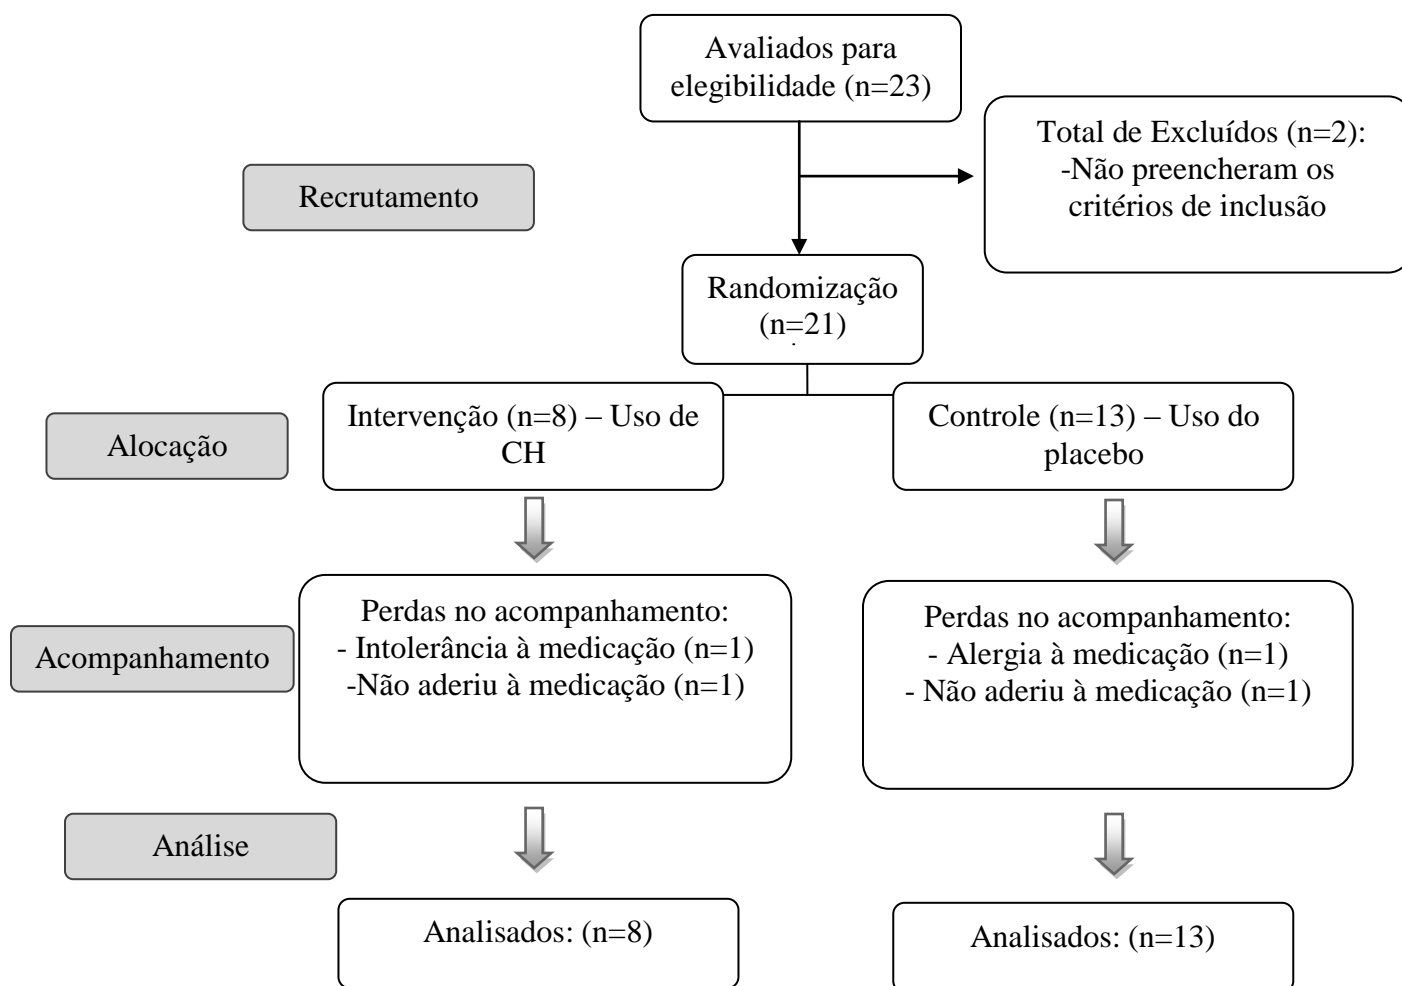 Avaliados para
elegibilidade (n=23)
Total de Excluídos (n=2):
-Não preencheram os
critérios de inclusão
Recrutamento
Randomização
(n=21)
Alocação
Intervenção (n=8) – Uso de
CH
Controle (n=13) – Uso do
placebo
Acompanhamento
Perdas no acompanhamento:
- Intolerância à medicação (n=1)
-Não aderiu à medicação (n=1)
Perdas no acompanhamento:
- Alergia à medicação (n=1)
- Não aderiu à medicação (n=1)
Análise
Analisados: (n=8)
Analisados: (n=13)